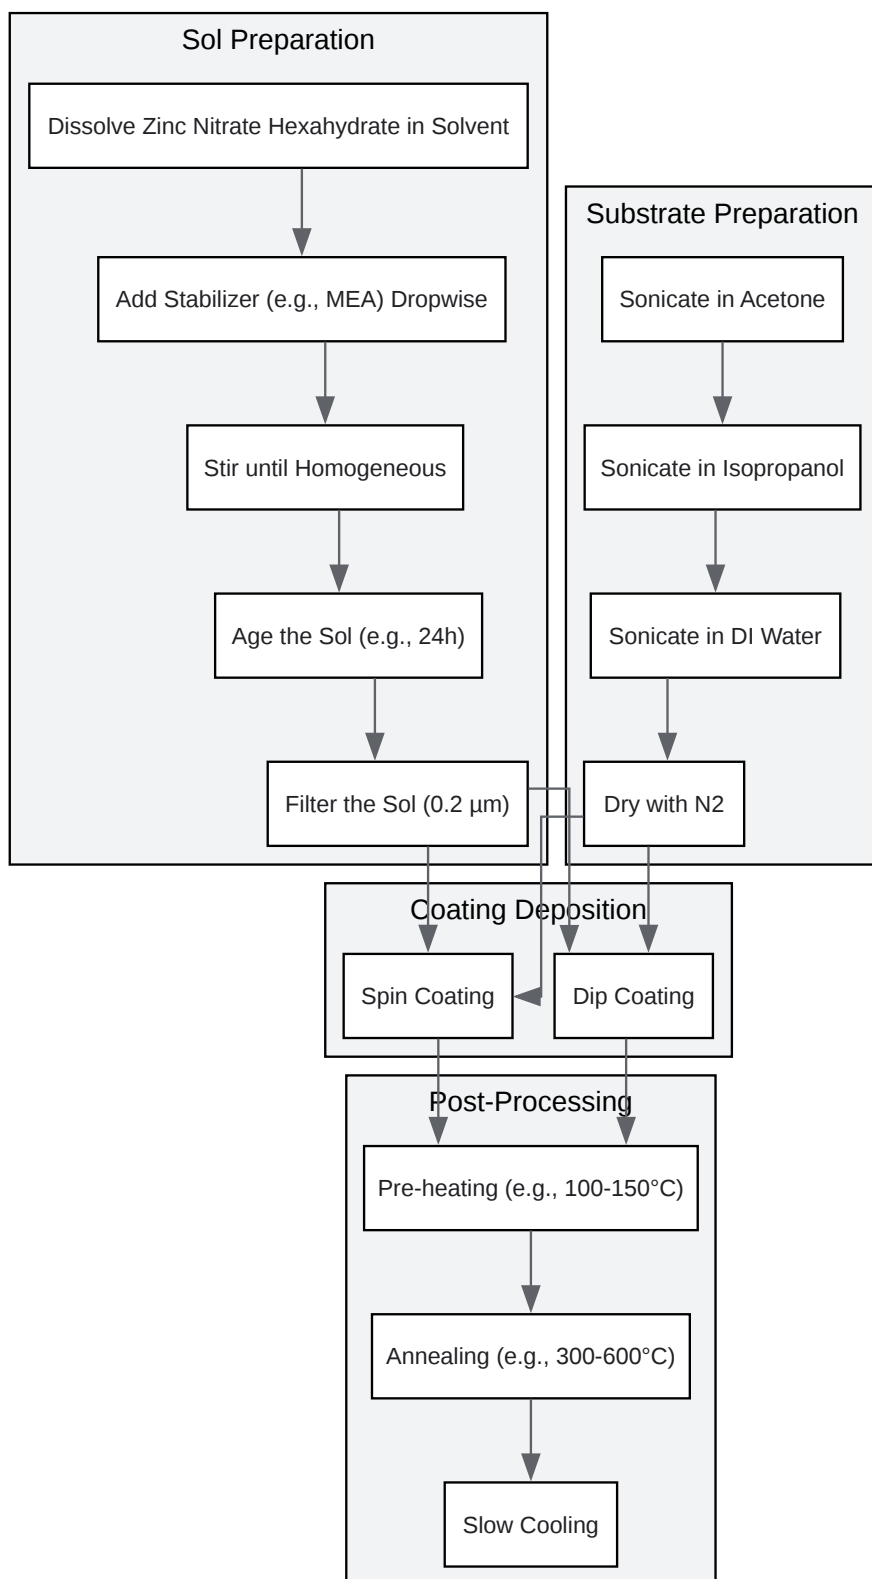 Sol Preparation
Dissolve Zinc Nitrate Hexahydrate in Solvent
Add Stabilizer (e.g., MEA) Dropwise
Stir until Homogeneous
Age the Sol (e.g., 24h)
Filter the Sol (0.2 µm)
Substrate Preparation
Sonicate in Acetone
Sonicate in Isopropanol
Sonicate in DI Water
Dry with N2
Coating Deposition
Spin Coating
Dip Coating
Post-Processing
Pre-heating (e.g., 100-150°C)
Annealing (e.g., 300-600°C)
Slow Cooling